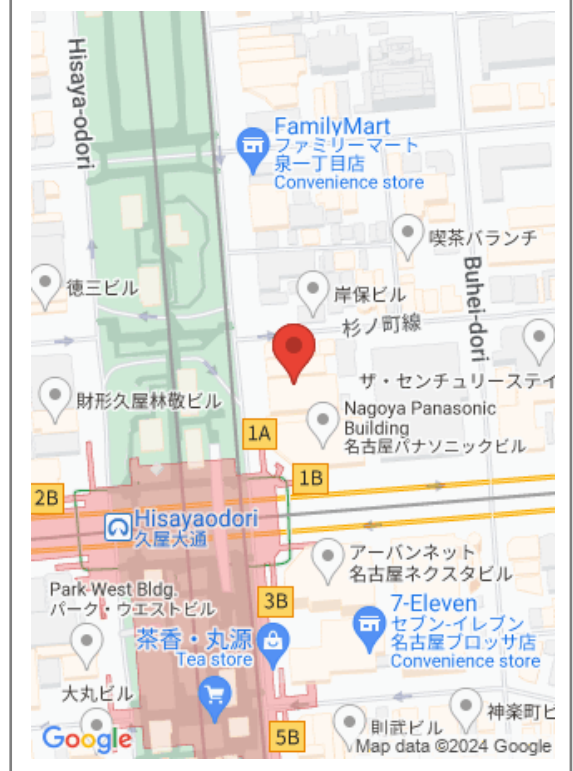 Hisaya-odori
FamilyMart
ファミリーマート
泉一丁目店
Convenience store
喫茶バランチ
Buhei-dori
徳三ビル
岸保ビル
杉ノ町線
ザ・センチュリーステイ
財形久屋林敬ビル
Nagoya Panasonic
Building
名古屋パナソニックビル
1A
1B
2B
Hisayaodori
久屋大通
アーバンネット
名古屋ネクスタビル
Park West Bldg.
パーク・ウエストビル
3B
7-Eleven
セブン-イレブン
名古屋ブロッサ店
Convenience store
茶香・丸源
Tea store
大丸ビル
神楽町ビ
則武ビル
5B
Google
Map data ©2024 Google